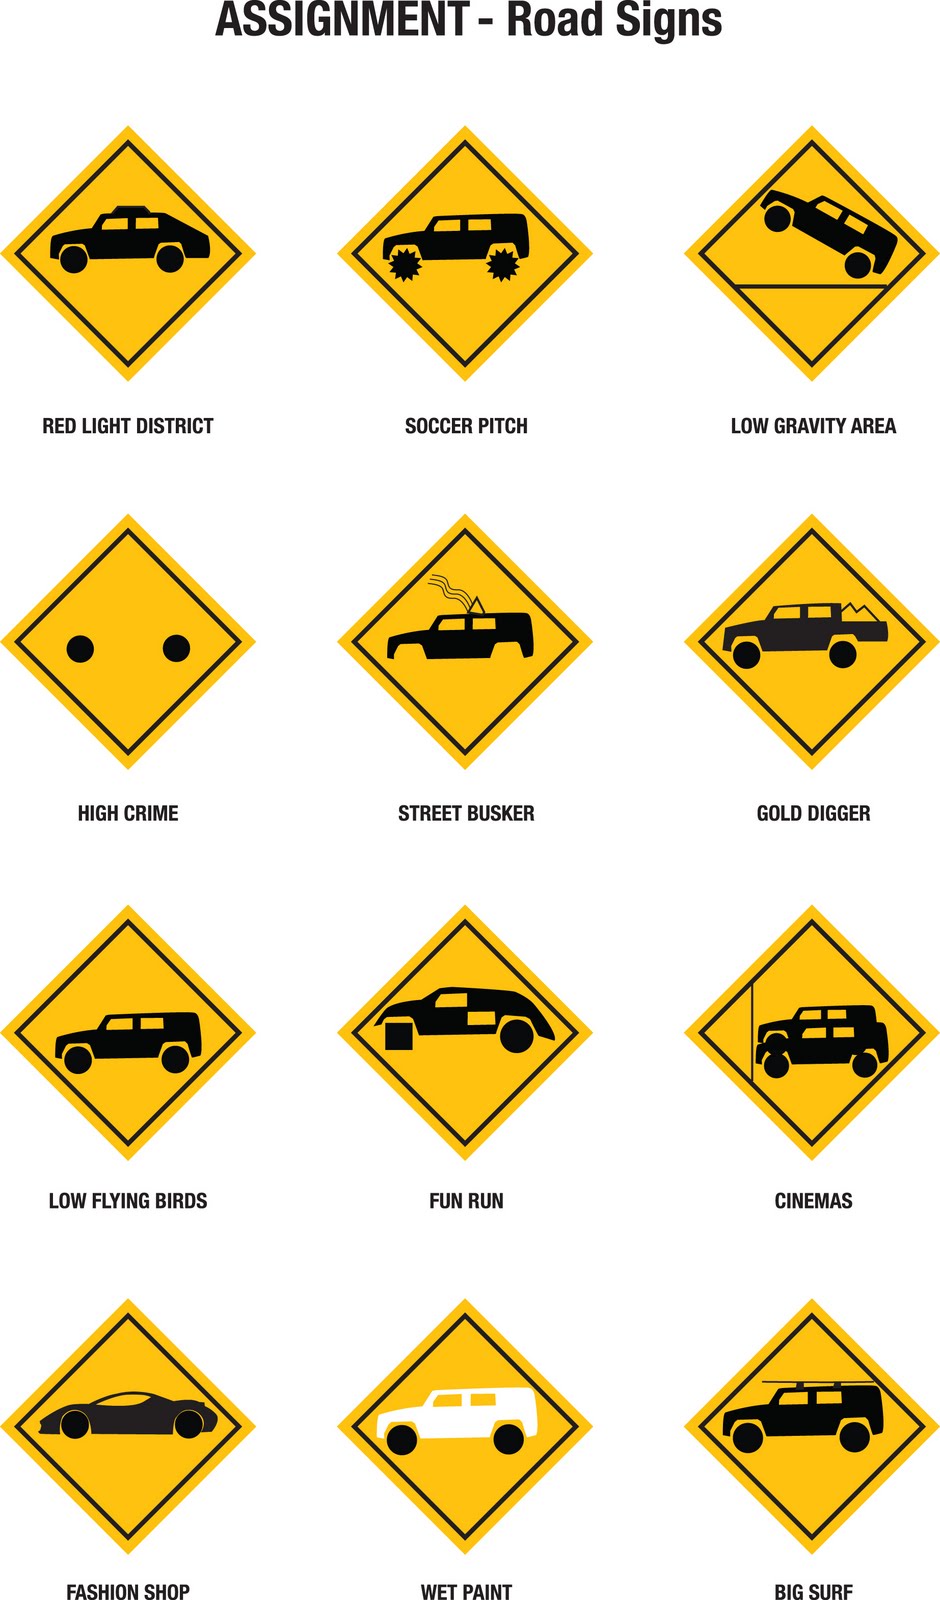 ASSIGNMENT - Road Signs
RED LIGHT DISTRICT
SOCCER PITCH
LOW GRAVITY AREA
HIGH CRIME
STREET BUSKER
GOLD DIGGER
LOW FLYING BIRDS
FUN RUN
CINEMAS
FASHION SHOP
WET PAINT
BIG SURF